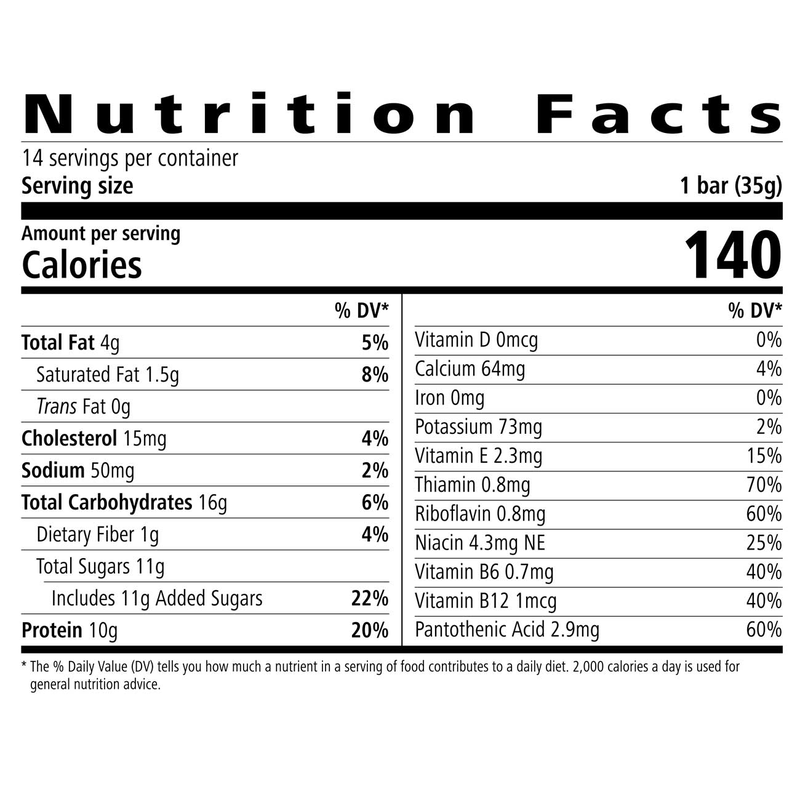 Nutrition Facts
14 servings per container
Serving size 1 bar (35g)
Amount per serving
Calories 140
% DV*
Total Fat 4g 5%
Saturated Fat 1.5g 8%
Trans Fat 0g
Cholesterol 15mg 4%
Sodium 50mg 2%
Total Carbohydrates 16g 6%
Dietary Fiber 1g 4%
Total Sugars 11g
Includes 11g Added Sugars 22%
Protein 10g 20%
% DV*
Vitamin D 0mcg 0%
Calcium 64mg 4%
Iron 0mg 0%
Potassium 73mg 2%
Vitamin E 2.3mg 15%
Thiamin 0.8mg 70%
Riboflavin 0.8mg 60%
Niacin 4.3mg NE 25%
Vitamin B6 0.7mg 40%
Vitamin B12 1mcg 40%
Pantothenic Acid 2.9mg 60%
* The % Daily Value (DV) tells you how much a nutrient in a serving of food contributes to a daily diet. 2,000 calories a day is used for
general nutrition advice.